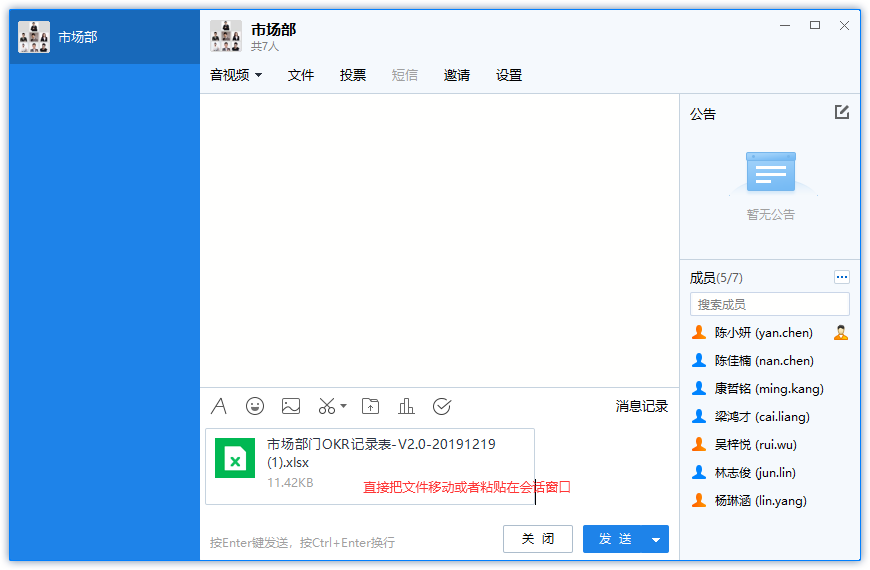 市场部
市场部
共7人
音视频 文件 投票 短信 邀请 设置
公告
暂无公告
成员(5/7)
搜索成员
陈小妍 (yan.chen)
陈佳楠 (nan.chen)
康哲铭 (ming.kang)
梁鸿才 (cai.liang)
吴梓悦 (rui.wu)
林志俊 (jun.lin)
杨琳涵 (lin.yang)
消息记录
市场部门OKR记录表-V2.0-20191219
(1).xlsx
11.42KB
直接把文件移动或者粘贴在会话窗口
按Enter键发送，按Ctrl+Enter换行
关 闭
发 送